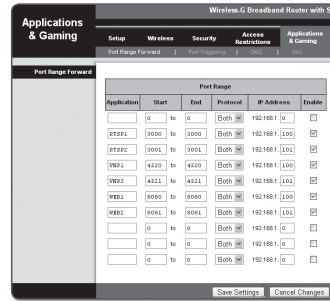 Wireless-G Broadband Router with S
Applications & Gaming
Setup Wireless Security Access Restrictions Applications & Gaming
Port Range Forward | Port Triggering | DMZ | QoS
Port Range Forward
Port Range
Application Start End Protocol IP Address Enable
0 to 0 Both 192.168.1. 0
RTSP1 3000 to 3000 Both 192.168.1. 100
RTSP2 3001 to 3001 Both 192.168.1. 101
VNP1 4520 to 4520 Both 192.168.1. 100
VNP2 4521 to 4521 Both 192.168.1. 101
WEB1 8080 to 8080 Both 192.168.1. 100
WEB2 8081 to 8081 Both 192.168.1. 101
0 to 0 Both 192.168.1. 0
0 to 0 Both 192.168.1. 0
0 to 0 Both 192.168.1. 0
Save Settings Cancel Changes